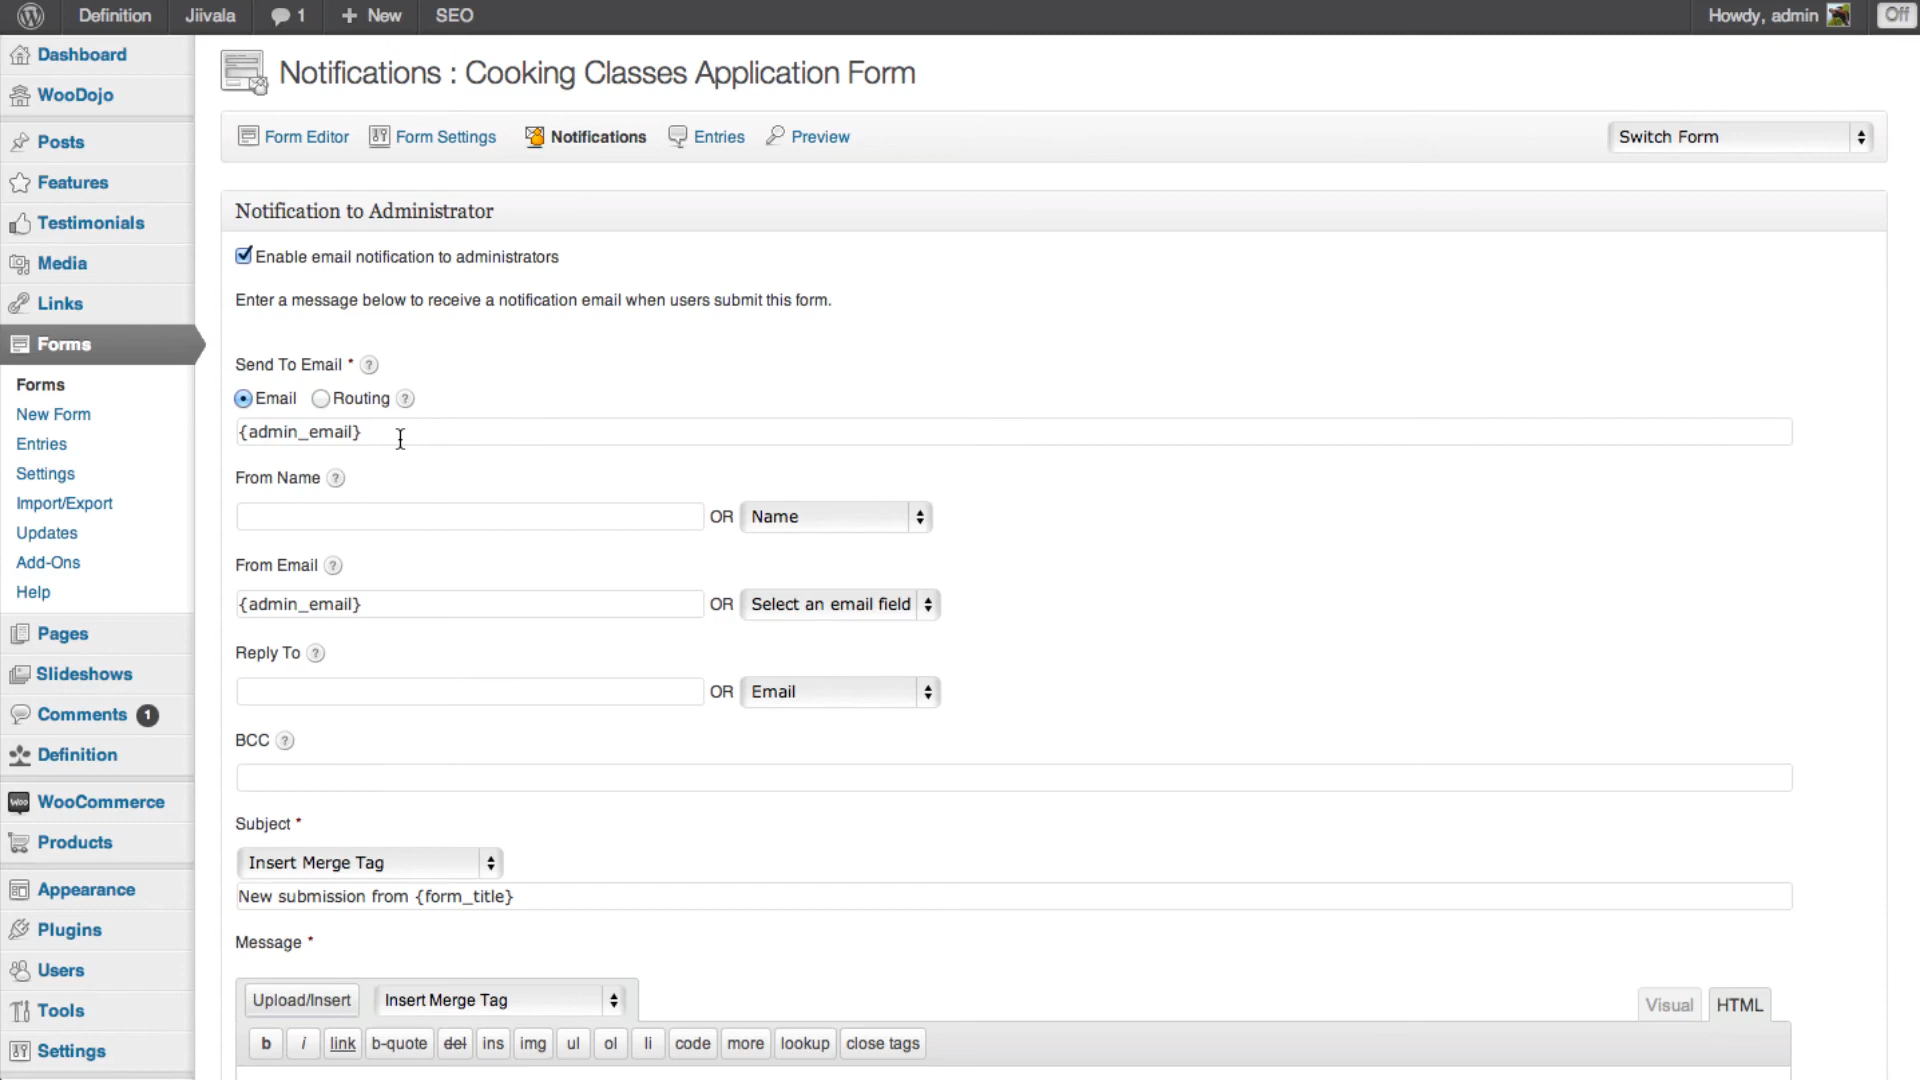 Definition Jiivala 1 + New SEO Howdy, admin Off
Dashboard
WooDojo
Posts
Features
Testimonials
Media
Links
Forms
Forms
New Form
Entries
Settings
Import/Export
Updates
Add-Ons
Help
Pages
Slideshows
Comments 1
Definition
WooCommerce
Products
Appearance
Plugins
Users
Tools
Settings
Notifications : Cooking Classes Application Form
Form Editor Form Settings Notifications Entries Preview Switch Form
Notification to Administrator
Enable email notification to administrators
Enter a message below to receive a notification email when users submit this form.
Send To Email * ?
Email Routing ?
{admin_email}
From Name ?
OR Name
From Email ?
{admin_email} OR Select an email field
Reply To ?
OR Email
BCC ?
Subject *
Insert Merge Tag
New submission from {form_title}
Message *
Upload/Insert Insert Merge Tag Visual HTML
b i link b-quote del ins img ul ol li code more lookup close tags